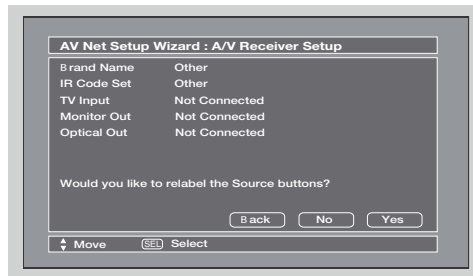 AV Net Setup Wizard : A/V Receiver Setup
Brand Name Other
IR Code Set Other
TV Input Not Connected
Monitor Out Not Connected
Optical Out Not Connected
Would you like to relabel the Source buttons?
Back No Yes
Move SEL Select